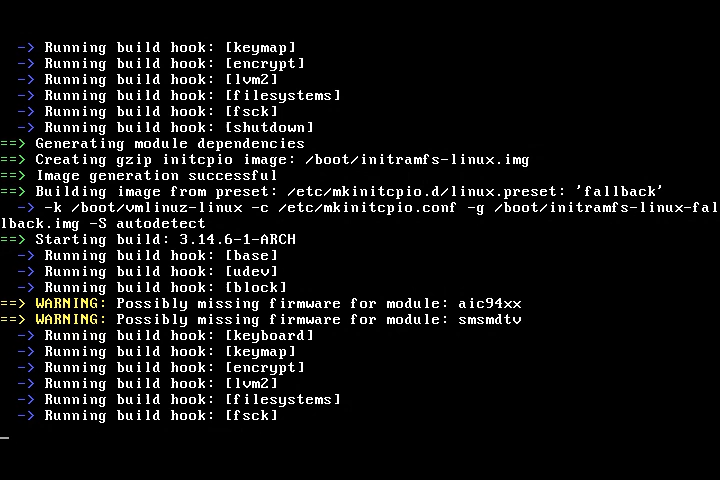 -> Running build hook: [keymap]
-> Running build hook: [encrypt]
-> Running build hook: [lvm2]
-> Running build hook: [filesystems]
-> Running build hook: [fsck]
-> Running build hook: [shutdown]
==> Generating module dependencies
==> Creating gzip initcpio image: /boot/initramfs-linux.img
==> Image generation successful
==> Building image from preset: /etc/mkinitcpio.d/linux.preset: 'fallback'
-> -k /boot/vmlinuz-linux -c /etc/mkinitcpio.conf -g /boot/initramfs-linux-fal
lback.img -S autodetect
==> Starting build: 3.14.6-1-ARCH
-> Running build hook: [base]
-> Running build hook: [udev]
-> Running build hook: [block]
==> WARNING: Possibly missing firmware for module: aic94xx
==> WARNING: Possibly missing firmware for module: smsmdtv
-> Running build hook: [keyboard]
-> Running build hook: [keymap]
-> Running build hook: [encrypt]
-> Running build hook: [lvm2]
-> Running build hook: [filesystems]
-> Running build hook: [fsck]